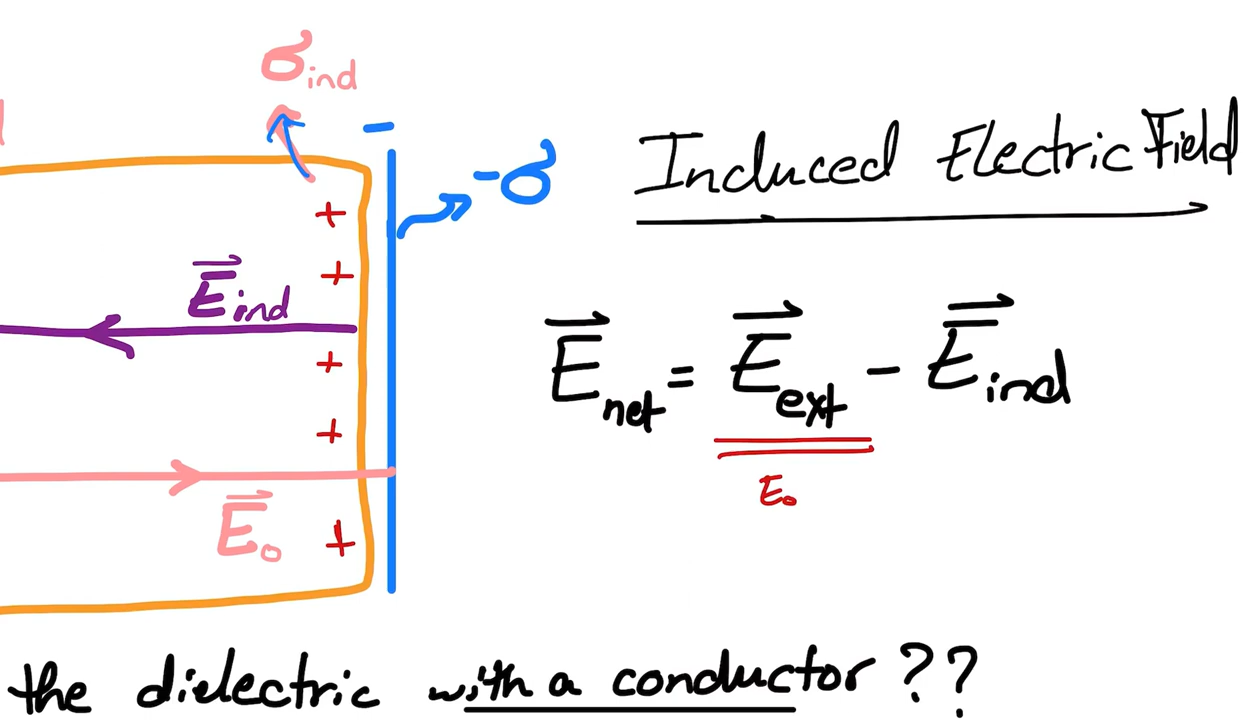 σind
-
-σ
Induced Electric Field
+
+
E⃗ind
+
E⃗net = E⃗ext - E⃗ind
+
E₀
E⃗₀
+
the dielectric with a conductor ??